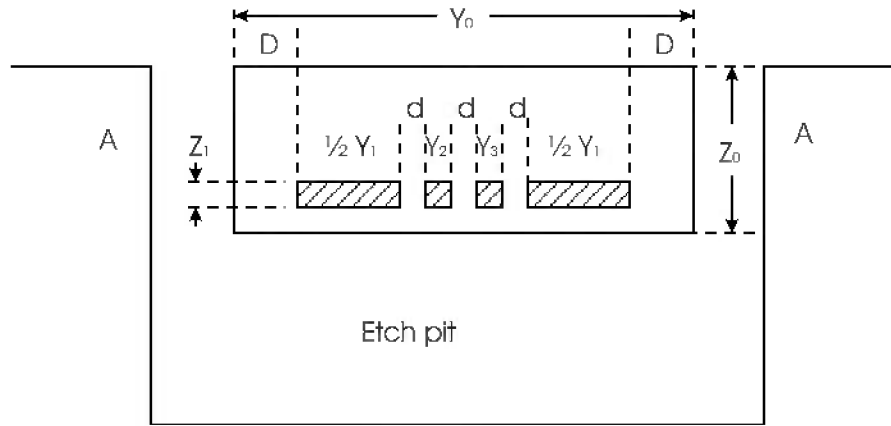 Y₀
D D
d d d
A Z₁ ½ Y₁ Y₂ Y₃ ½ Y₁ Z₀ A
Etch pit